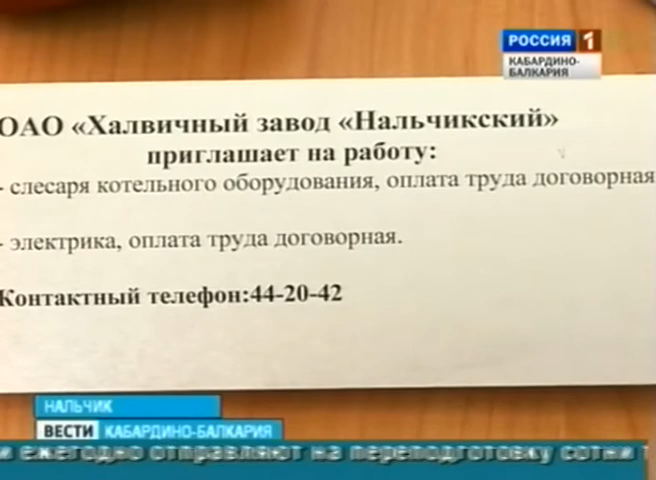 РОССИЯ 1
КАБАРДИНО-
БАЛКАРИЯ
ОАО «Халвичный завод «Нальчикский»
приглашает на работу:
- слесаря котельного оборудования, оплата труда договорная
- электрика, оплата труда договорная.
Контактный телефон:44-20-42
НАЛЬЧИК
ВЕСТИ КАБАРДИНО-БАЛКАРИЯ
и ежегодно отправляют на переподготовку сотни